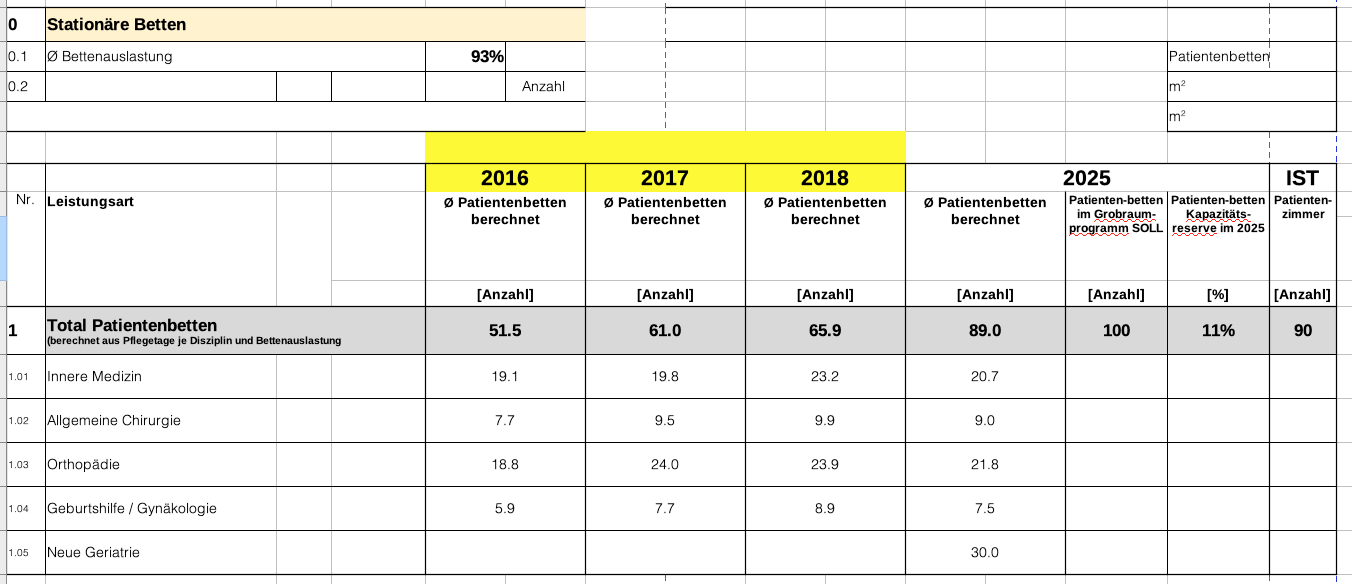 0 Stationäre Betten
0.1 Ø Bettenauslastung 93% Patientenbetten
0.2 Anzahl m²
m²
2016 2017 2018 2025 IST
Nr. Leistungsart Ø Patientenbetten Ø Patientenbetten Ø Patientenbetten Ø Patientenbetten Patienten-betten Patienten-betten Patienten-
berechnet berechnet berechnet berechnet im Grobraum- Kapazitäts- zimmer
programm SOLL reserve im 2025
[Anzahl] [Anzahl] [Anzahl] [Anzahl] [Anzahl] [%] [Anzahl]
1 Total Patientenbetten 51.5 61.0 65.9 89.0 100 11% 90
(berechnet aus Pflegetage je Disziplin und Bettenauslastung
1.01 Innere Medizin 19.1 19.8 23.2 20.7
1.02 Allgemeine Chirurgie 7.7 9.5 9.9 9.0
1.03 Orthopädie 18.8 24.0 23.9 21.8
1.04 Geburtshilfe / Gynäkologie 5.9 7.7 8.9 7.5
1.05 Neue Geriatrie 30.0